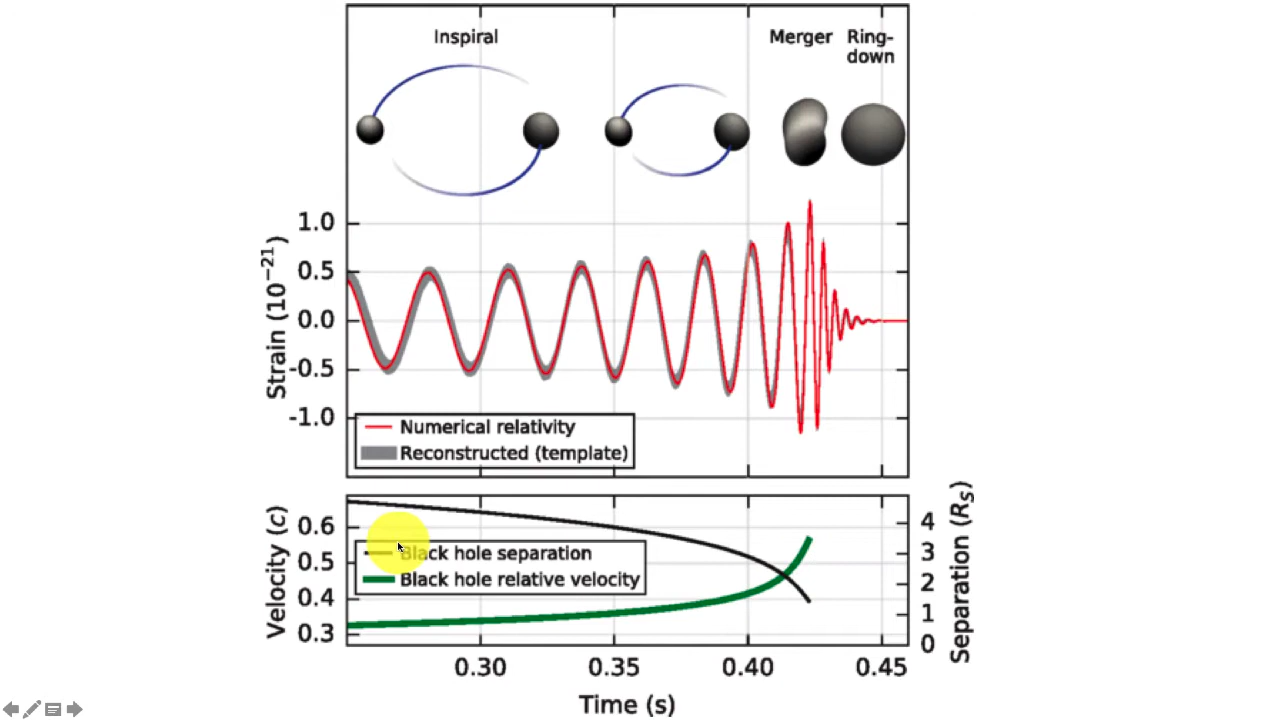 Inspiral
Merger
Ring-
down
Strain (10⁻²¹)
1.0
0.5
0.0
-0.5
-1.0
Numerical relativity
Reconstructed (template)
Velocity (c)
0.6
0.5
0.4
0.3
Black hole separation
Black hole relative velocity
4
3
2
1
0
Separation (R_S)
0.30 0.35 0.40 0.45
Time (s)